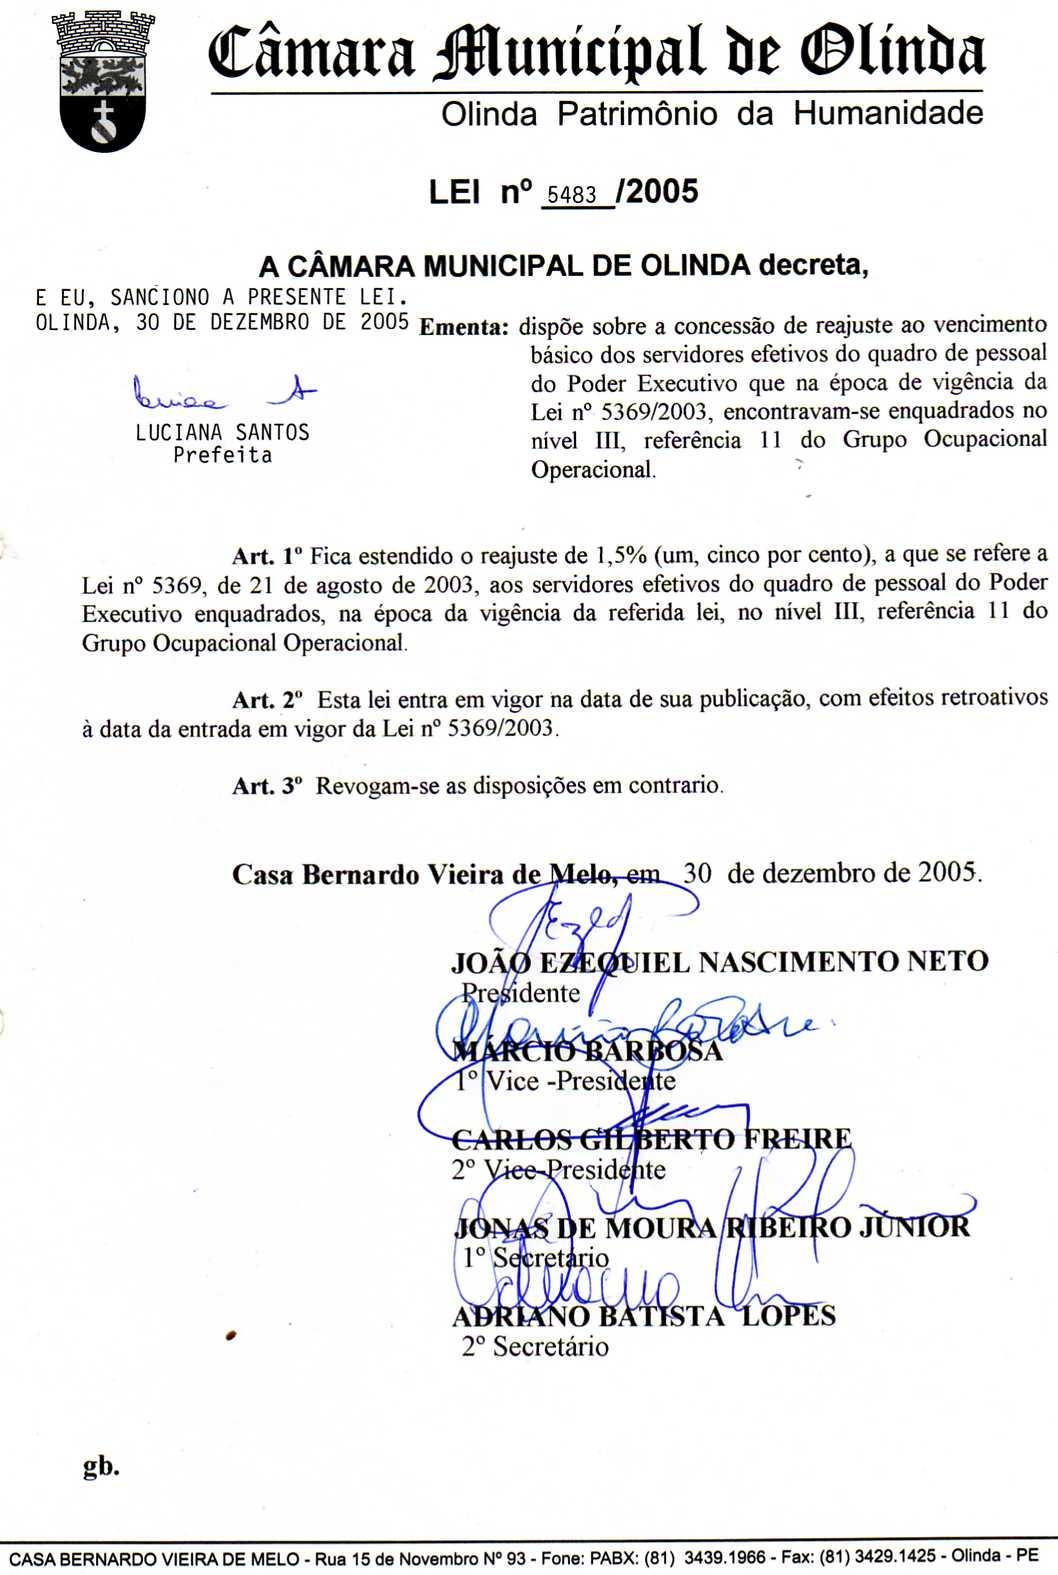 Câmara Municipal de Olinda
Olinda Patrimônio da Humanidade
LEI nº 5483 /2005
A CÂMARA MUNICIPAL DE OLINDA decreta,
E EU, SANCIONO A PRESENTE LEI.
OLINDA, 30 DE DEZEMBRO DE 2005
LUCIANA SANTOS
Prefeita
Ementa: dispõe sobre a concessão de reajuste ao vencimento
básico dos servidores efetivos do quadro de pessoal
do Poder Executivo que na época de vigência da
Lei nº 5369/2003, encontravam-se enquadrados no
nível III, referência 11 do Grupo Ocupacional
Operacional.
Art. 1º Fica estendido o reajuste de 1,5% (um, cinco por cento), a que se refere a
Lei nº 5369, de 21 de agosto de 2003, aos servidores efetivos do quadro de pessoal do Poder
Executivo enquadrados, na época da vigência da referida lei, no nível III, referência 11 do
Grupo Ocupacional Operacional.
Art. 2º Esta lei entra em vigor na data de sua publicação, com efeitos retroativos
à data da entrada em vigor da Lei nº 5369/2003.
Art. 3º Revogam-se as disposições em contrario.
Casa Bernardo Vieira de Melo, em 30 de dezembro de 2005.
JOÃO EZEQUIEL NASCIMENTO NETO
Presidente
MÁRCIO BARBOSA
1º Vice -Presidente
CARLOS GILBERTO FREIRE
2º Vice-Presidente
JONAS DE MOURA RIBEIRO JÚNIOR
1º Secretário
ADRIANO BATISTA LOPES
2º Secretário
gb.
CASA BERNARDO VIEIRA DE MELO - Rua 15 de Novembro Nº 93 - Fone: PABX: (81) 3439.1966 - Fax: (81) 3429.1425 - Olinda - PE